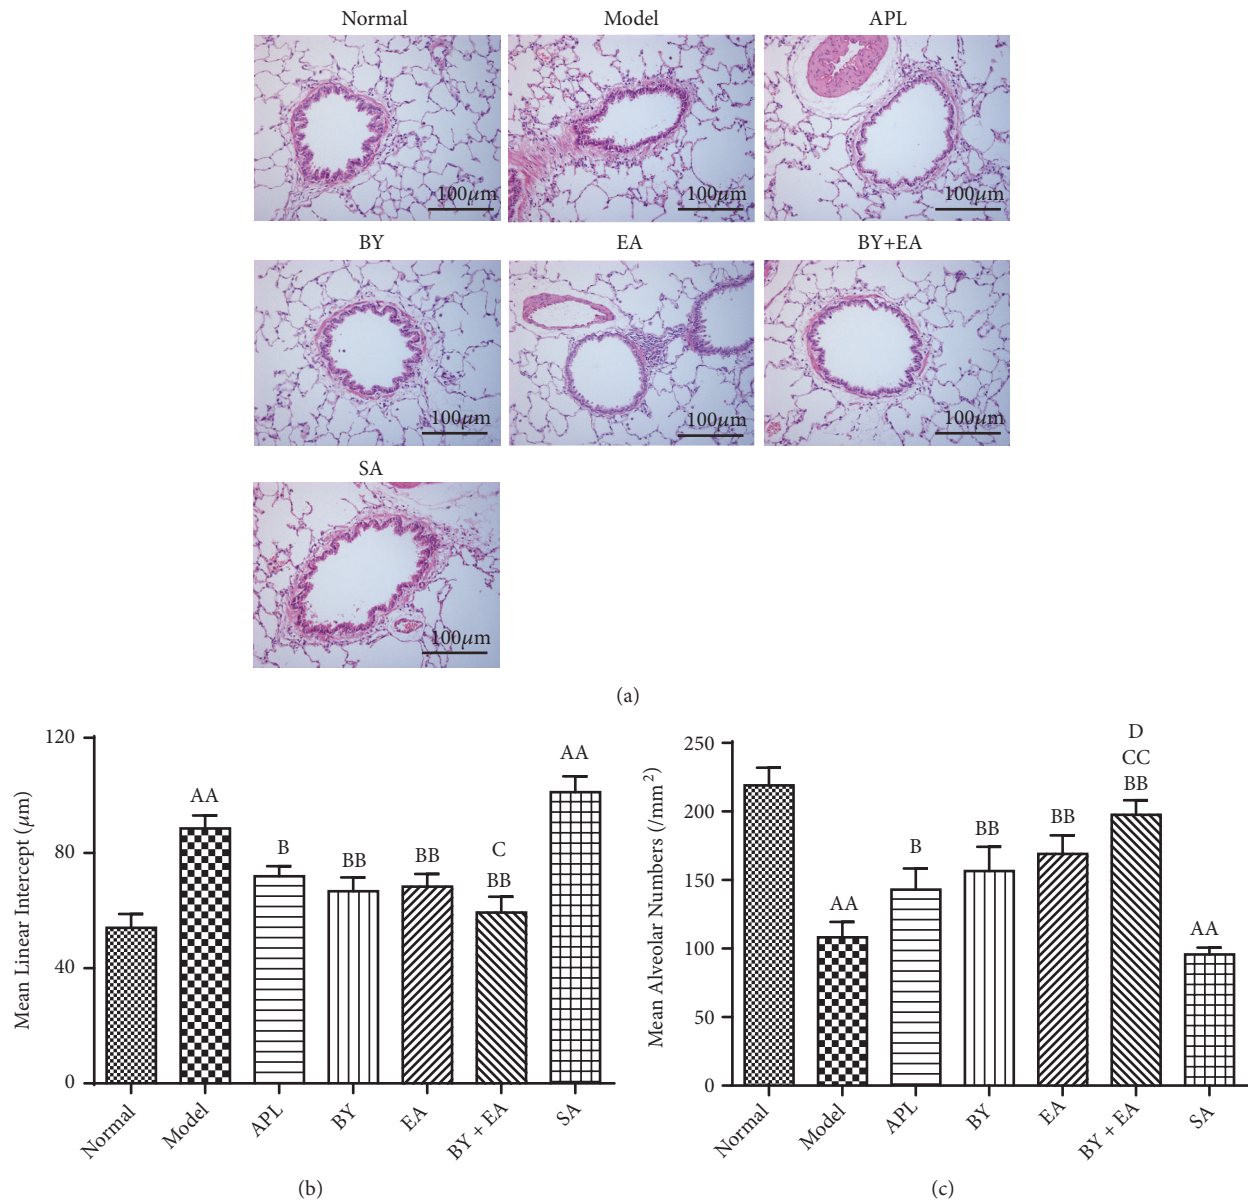 Normal Model APL
100μm 100μm 100μm
BY EA BY+EA
100μm 100μm 100μm
SA
100μm
(a)
Mean Linear Intercept (μm)
120
80
40
0
AA
B
BB
BB
C
BB
AA
Normal Model APL BY EA BY + EA SA
(b)
Mean Alveolar Numbers (/mm²)
250
200
150
100
50
0
AA
B
BB
BB
D
CC
BB
AA
Normal Model APL BY EA BY + EA SA
(c)